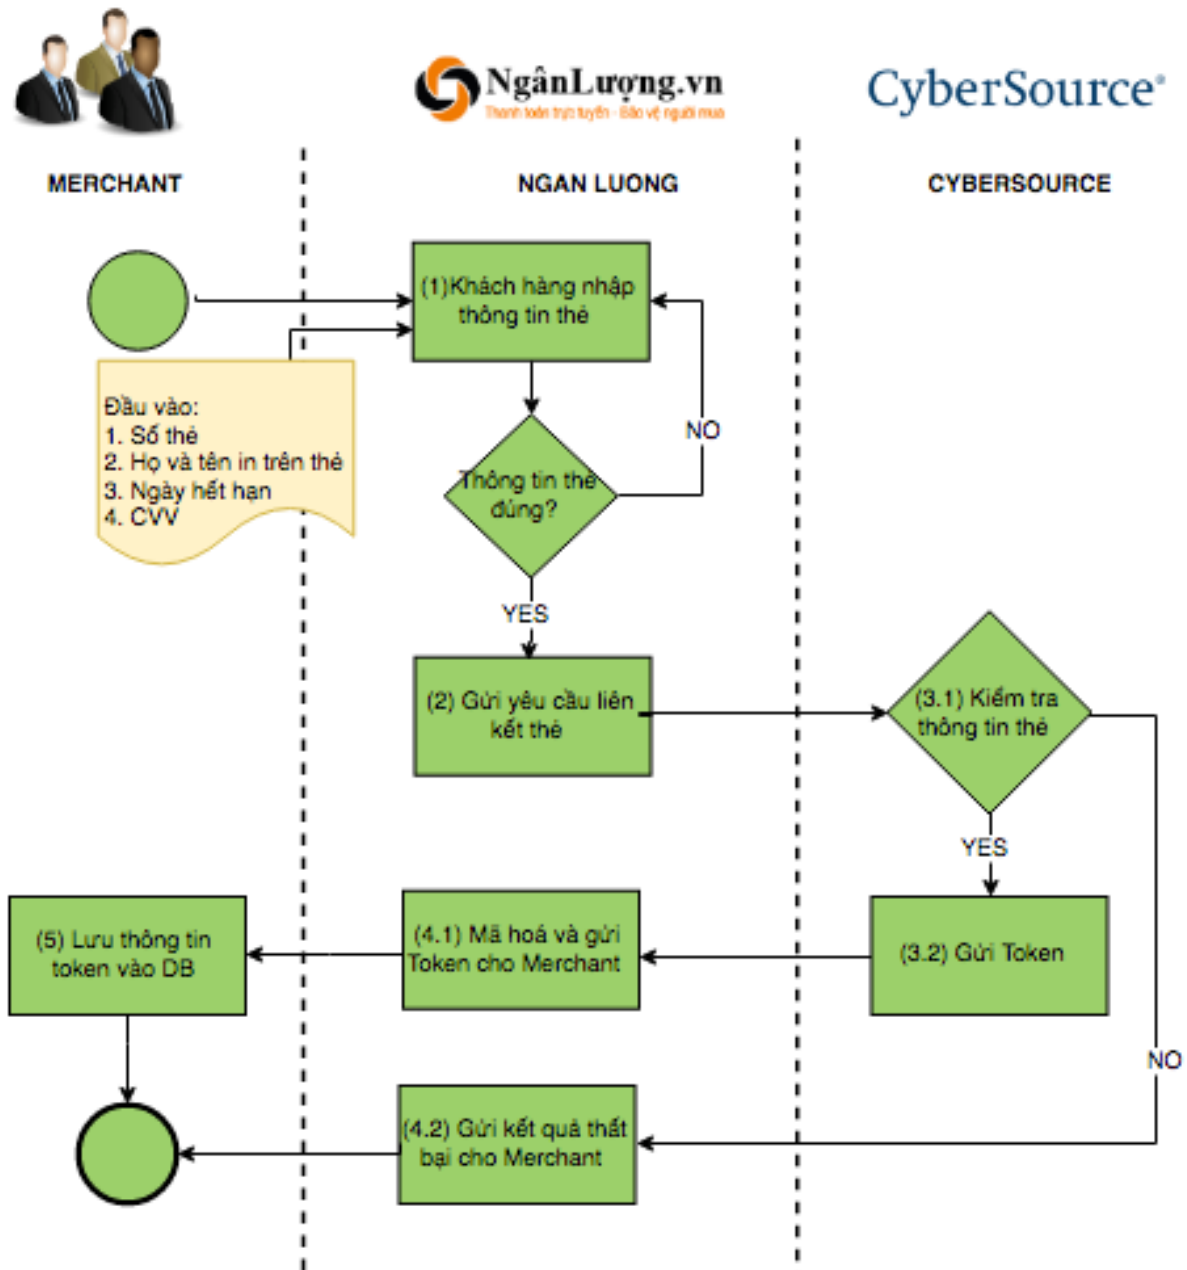 NgânLượng.vn
Thanh toán trực tuyến - Bảo vệ người mua
CyberSource
MERCHANT
NGAN LUONG
CYBERSOURCE
(1)Khách hàng nhập
thông tin thẻ
Đầu vào:
1. Số thẻ
2. Họ và tên in trên thẻ
3. Ngày hết hạn
4. CVV
NO
Thông tin thẻ
đúng?
YES
(2) Gửi yêu cầu liên
kết thẻ
(3.1) Kiểm tra
thông tin thẻ
YES
(5) Lưu thông tin
token vào DB
(4.1) Mã hoá và gửi
Token cho Merchant
(3.2) Gửi Token
NO
(4.2) Gửi kết quả thất
bại cho Merchant